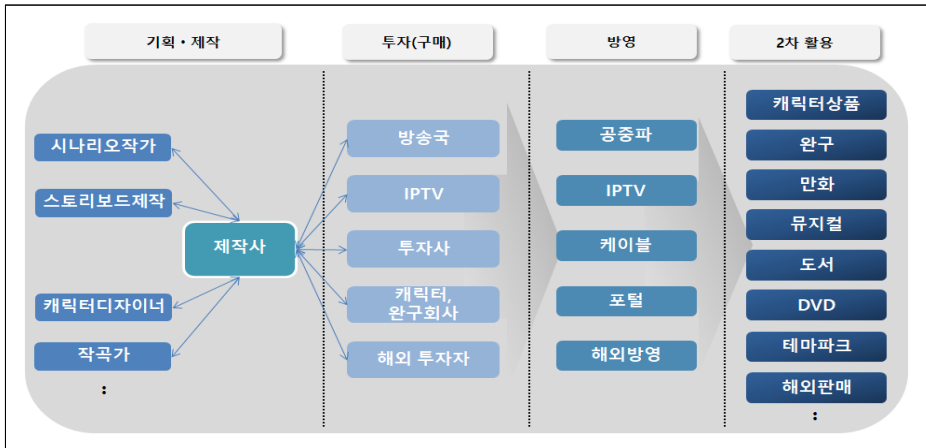 기획・제작
투자(구매)
방영
2차 활용
시나리오작가
스토리보드제작
제작사
캐릭터디자이너
작곡가
:
방송국
IPTV
투자사
캐릭터,
완구회사
해외 투자자
공중파
IPTV
케이블
포털
해외방영
캐릭터상품
완구
만화
뮤지컬
도서
DVD
테마파크
해외판매
: